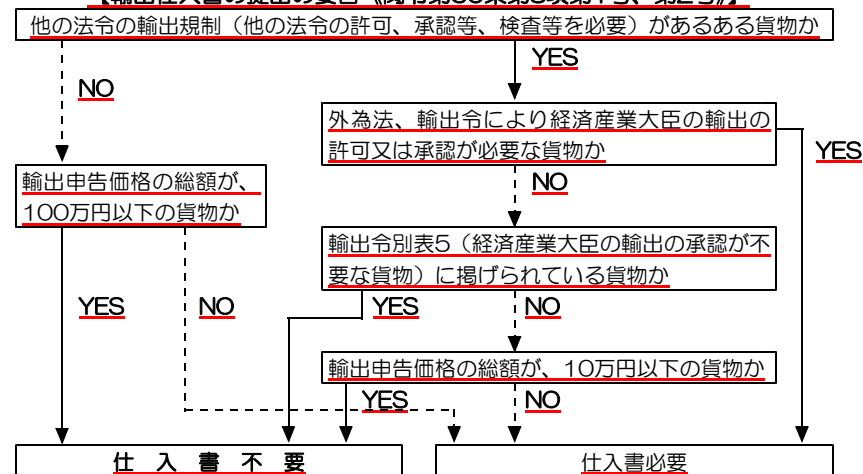 他の法令の輸出規制（他の法令の許可、承認等、検査等を必要）があるある貨物か
YES
NO
外為法、輸出令により経済産業大臣の輸出の
許可又は承認が必要な貨物か
YES
NO
輸出申告価格の総額が、
100万円以下の貨物か
輸出令別表5（経済産業大臣の輸出の承認が不
要な貨物）に掲げられている貨物か
YES
NO
YES
NO
輸出申告価格の総額が、10万円以下の貨物か
YES
NO
仕 入 書 不 要
仕入書必要